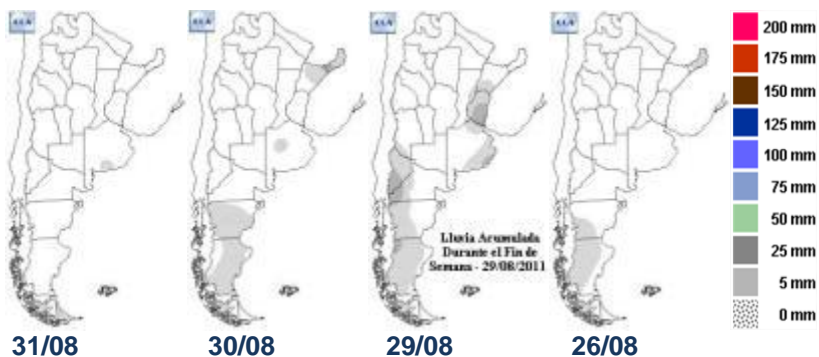 Lluvia Acumulada
Durante el Fin de
Semana - 29/08/2011
31/08
30/08
29/08
26/08
200 mm
175 mm
150 mm
125 mm
100 mm
75 mm
50 mm
25 mm
5 mm
0 mm